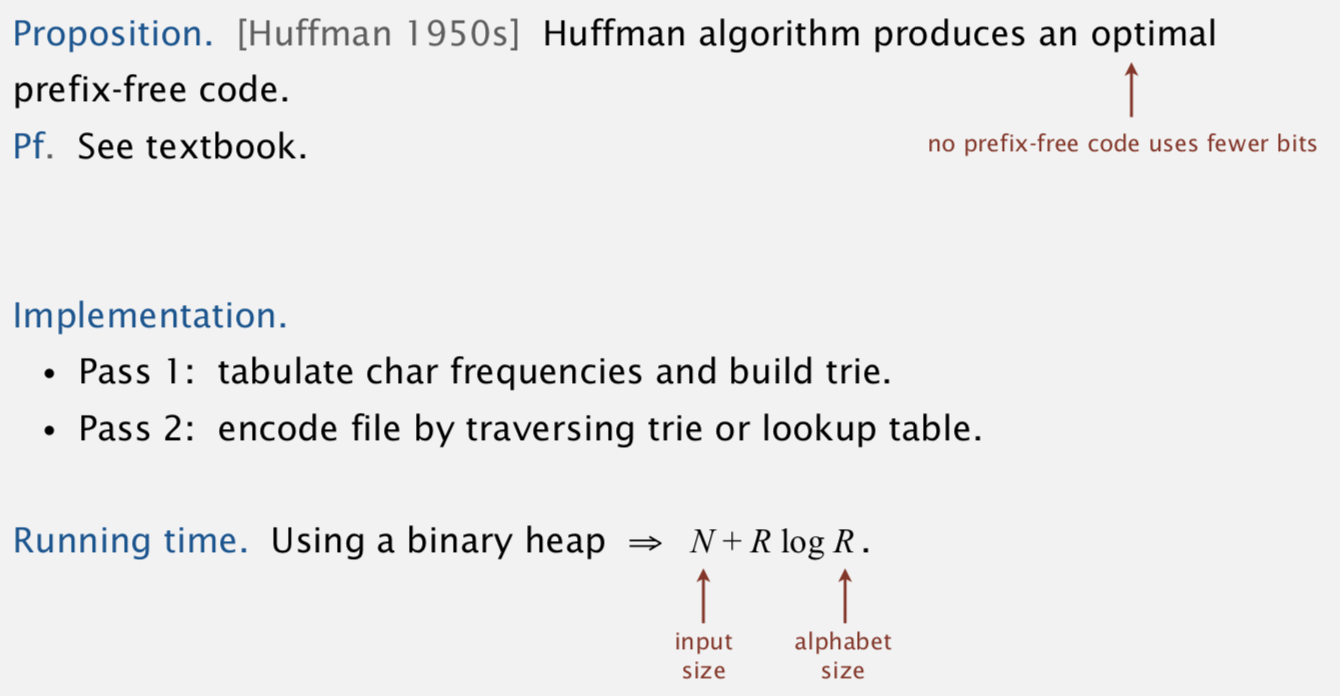 Proposition. [Huffman 1950s] Huffman algorithm produces an optimal
prefix-free code.
no prefix-free code uses fewer bits
Pf. See textbook.
Implementation.
• Pass 1: tabulate char frequencies and build trie.
• Pass 2: encode file by traversing trie or lookup table.
Running time. Using a binary heap ⇒ N + R log R .
input
size
alphabet
size